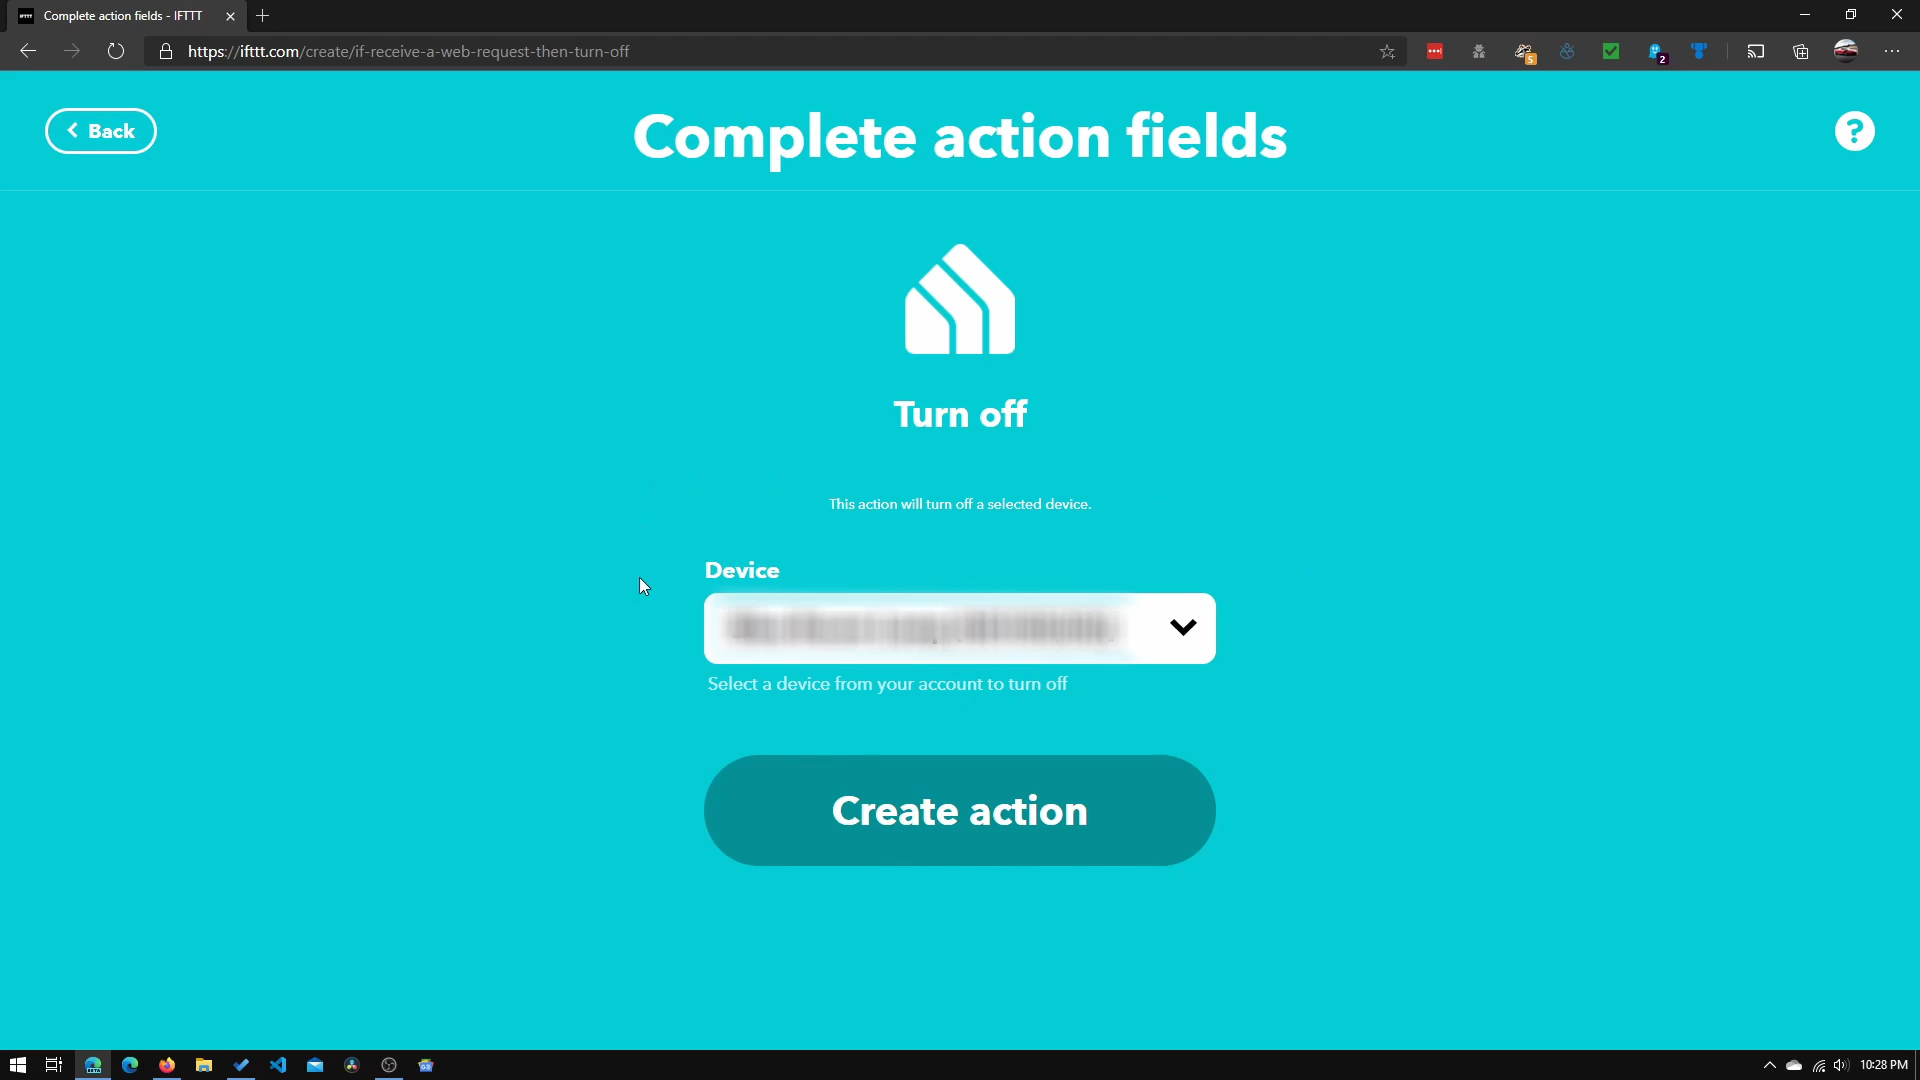 Complete action fields - IFTTT
https://ifttt.com/create/if-receive-a-web-request-then-turn-off
5
2
Back
Complete action fields
?
Turn off
This action will turn off a selected device.
Device
Select a device from your account to turn off
Create action
10:28 PM